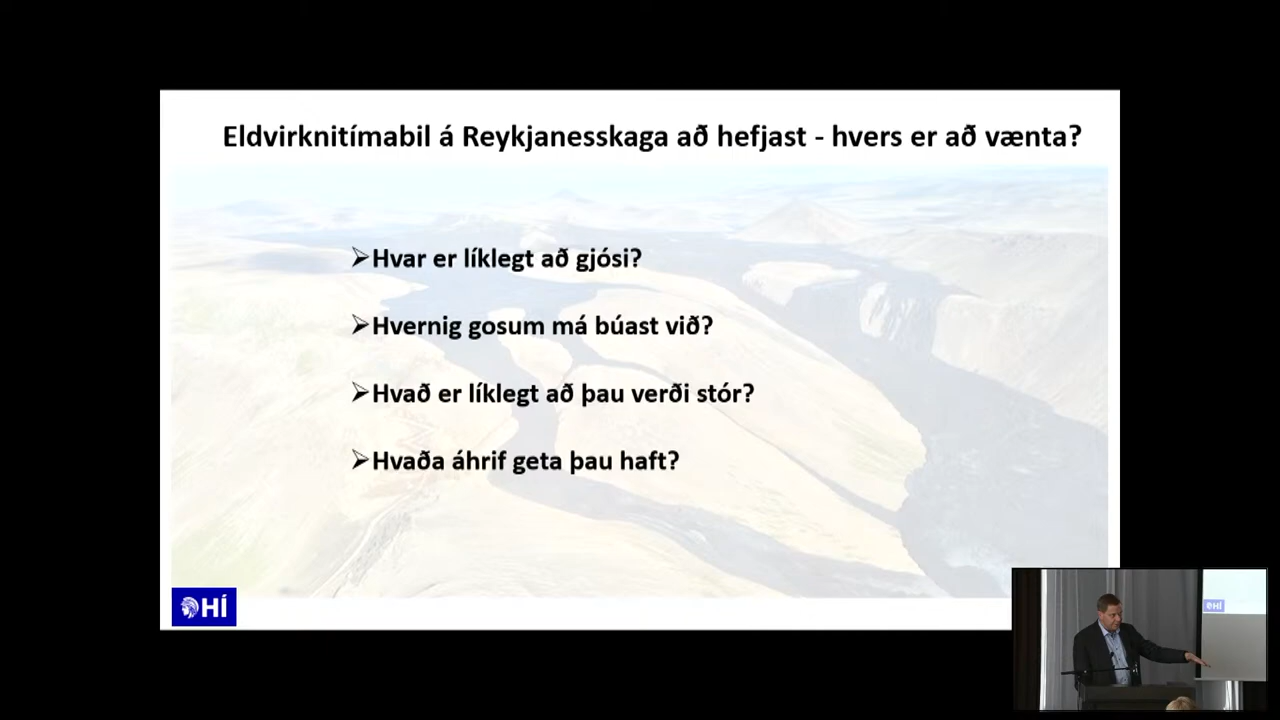 Eldvirknitímabil á Reykjanesskaga að hefjast - hvers er að vænta?
Hvar er líklegt að gjósi?
Hvernig gosum má búast við?
Hvað er líklegt að þau verði stór?
Hvaða áhrif geta þau haft?
HÍ
HÍ